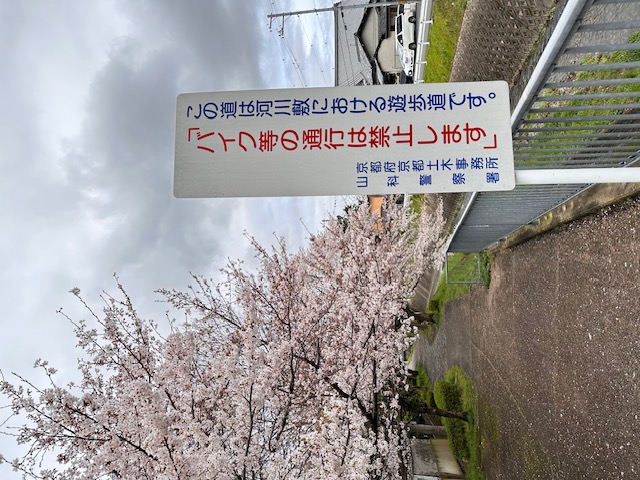 この道は河川敷における遊歩道です。
「バイク等の通行は禁止します」
京都府京都土木事務所
山科警察署